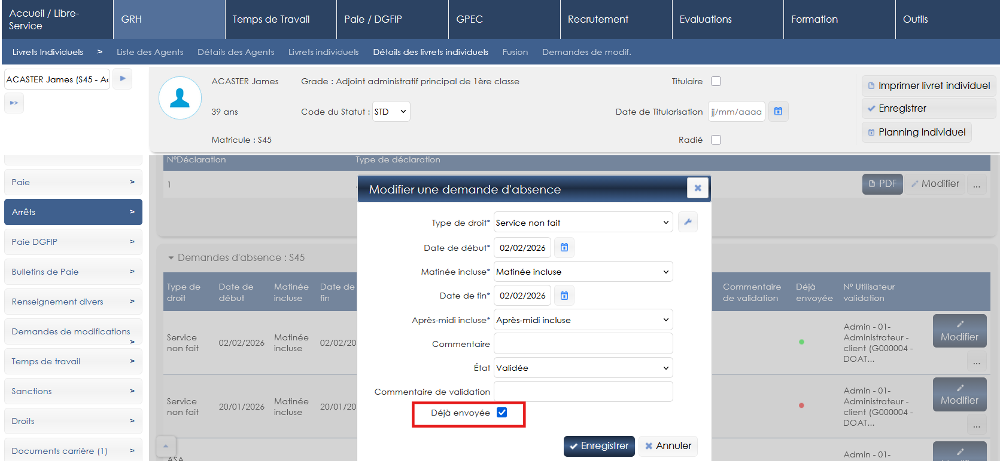 Accueil / Libre-
Service
GRH
Temps de Travail
Paie / DGFIP
GPEC
Recrutement
Evaluations
Formation
Outils
Livrets Individuels > Liste des Agents Détails des Agents Livrets individuels Détails des livrets individuels Fusion Demandes de modif.
ACASTER James (S45 - Ad
ACASTER James Grade : Adjoint administratif principal de 1ère classe Titulaire
39 ans Code du Statut : STD Date de Titularisation jj/mm/aaaa
Matricule : S45 Radié
Imprimer livret individuel
Enregistrer
Planning Individuel
Paie >
Arrêts >
Paie DGFIP >
Bulletins de Paie >
Renseignement divers >
Demandes de modifications >
Temps de travail >
Sanctions >
Droits >
Documents carrière (1) >
N°Déclaration Type de déclaration
1 PDF Modifier ...
Demandes d'absence : S45
Type de
droit
Date de
début
Matinée
incluse
Date de
fin
Commentaire
de validation
Déjà
envoyée
N° Utilisateur
validation
Service
non fait
02/02/2026
Matinée
incluse
02/02/20
Admin - 01-
Administrateur -
client (G000004 -
DOAT...
Modifier
...
Service
non fait
20/01/2026
Matinée
incluse
20/01/20
Admin - 01-
Administrateur -
client (G000004 -
DOAT...
Modifier
...
ASA
Admin - 01-
Modifier une demande d'absence
Type de droit* Service non fait
Date de début* 02/02/2026
Matinée incluse* Matinée incluse
Date de fin* 02/02/2026
Après-midi incluse* Après-midi incluse
Commentaire
État Validée
Commentaire de validation
Déjà envoyée
Enregistrer Annuler